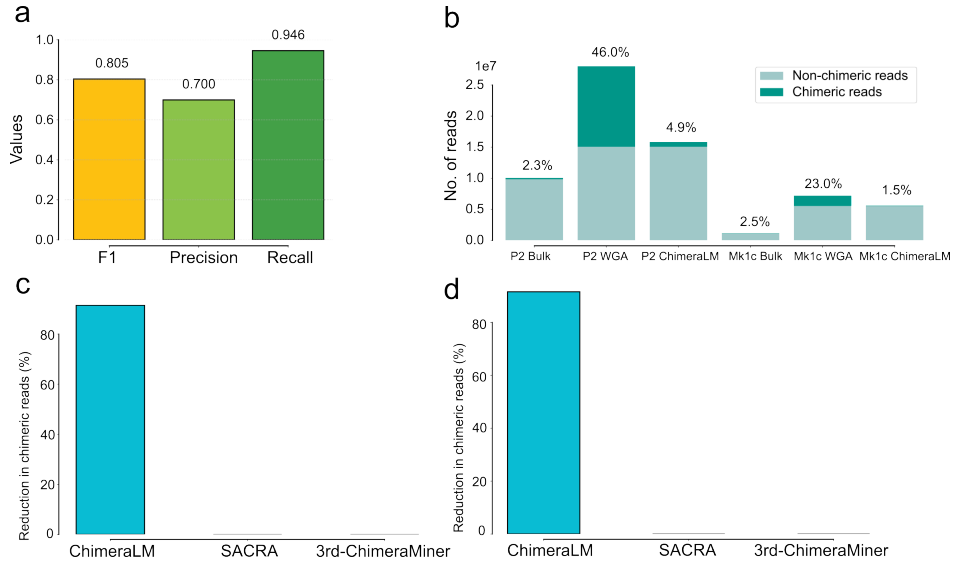 a
Values
1.0
0.8
0.6
0.4
0.2
0.0
0.805
0.700
0.946
F1
Precision
Recall
b
No. of reads
1e7
2.5
2.0
1.5
1.0
0.5
0.0
2.3%
46.0%
4.9%
2.5%
23.0%
1.5%
Non-chimeric reads
Chimeric reads
P2 Bulk
P2 WGA
P2 ChimeraLM
Mk1c Bulk
Mk1c WGA
Mk1c ChimeraLM
c
Reduction in chimeric reads (%)
80
60
40
20
0
ChimeraLM
SACRA
3rd-ChimeraMiner
d
Reduction in chimeric reads (%)
80
60
40
20
0
ChimeraLM
SACRA
3rd-ChimeraMiner